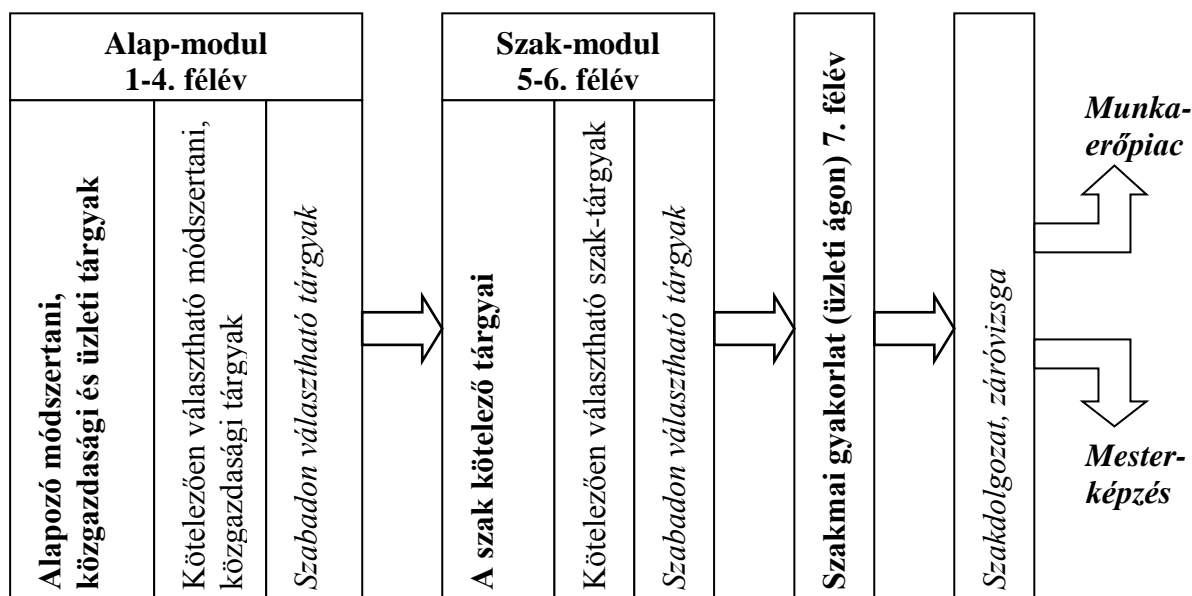 Alap-modul
1-4. félév
Alapozó módszertani,
közgazdasági és üzleti tárgyak
Kötelezően választható módszertani,
közgazdasági tárgyak
Szabadon választható tárgyak
Szak-modul
5-6. félév
A szak kötelező tárgyai
Kötelezően választható szak-tárgyak
Szabadon választható tárgyak
Szakmai gyakorlat (üzleti ágon) 7. félév
Szakdolgozat, záróvizsga
Munka-
erőpiac
Mester-
képzés